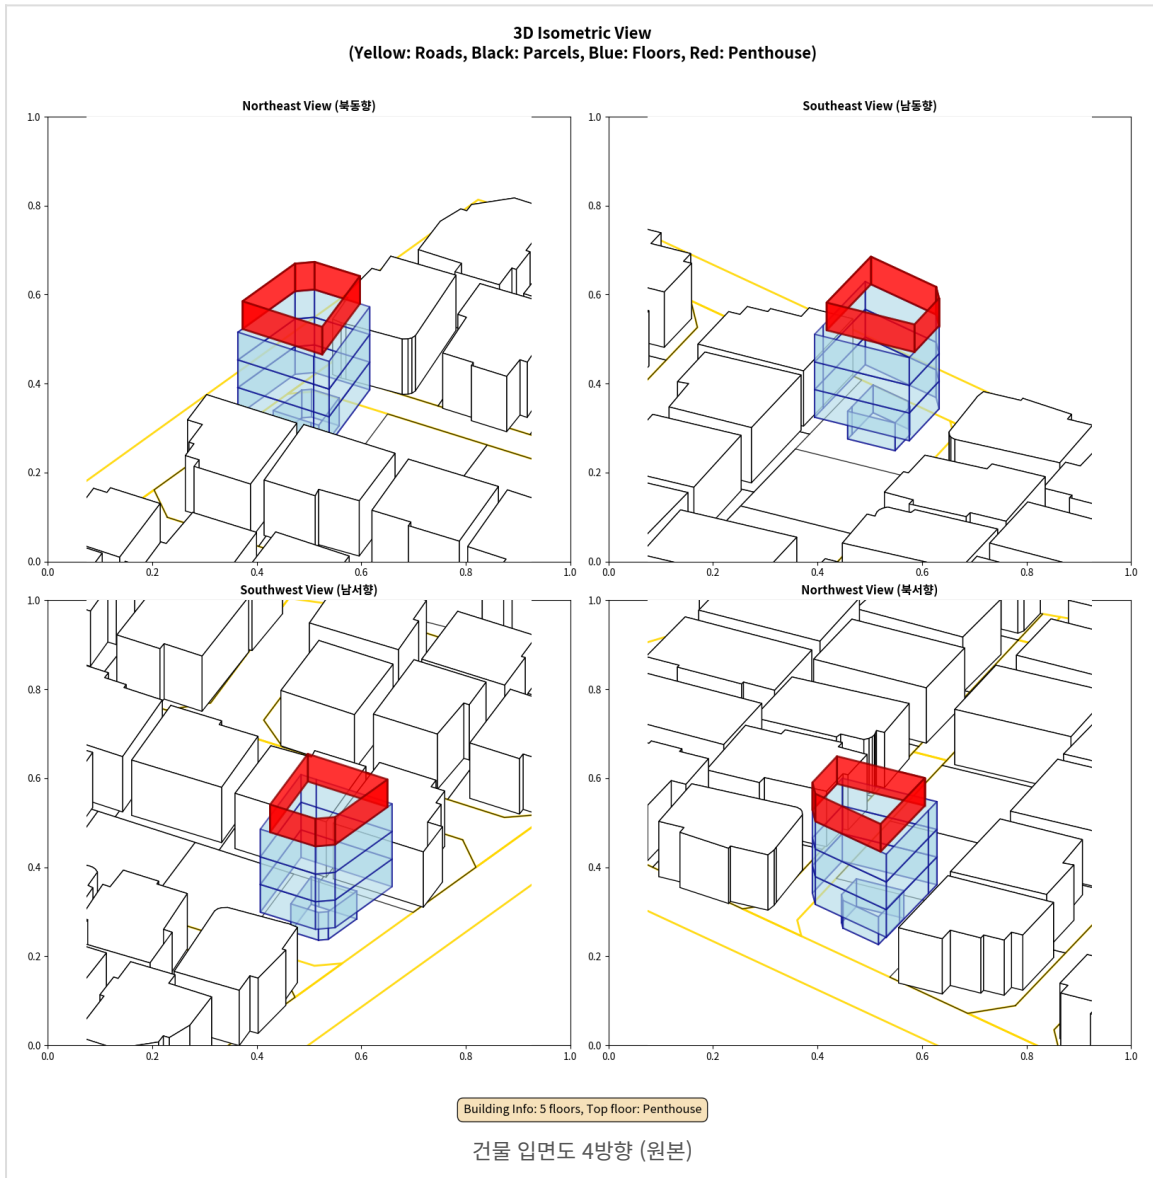 3D Isometric View
(Yellow: Roads, Black: Parcels, Blue: Floors, Red: Penthouse)
Northeast View (북동향)
1.0
0.8
0.6
0.4
0.2
0.0
0.0 0.2 0.4 0.6 0.8 1.0
Southeast View (남동향)
1.0
0.8
0.6
0.4
0.2
0.0
0.0 0.2 0.4 0.6 0.8 1.0
Southwest View (남서향)
1.0
0.8
0.6
0.4
0.2
0.0
0.0 0.2 0.4 0.6 0.8 1.0
Northwest View (북서향)
1.0
0.8
0.6
0.4
0.2
0.0
0.0 0.2 0.4 0.6 0.8 1.0
Building Info: 5 floors, Top floor: Penthouse
건물 입면도 4방향 (원본)